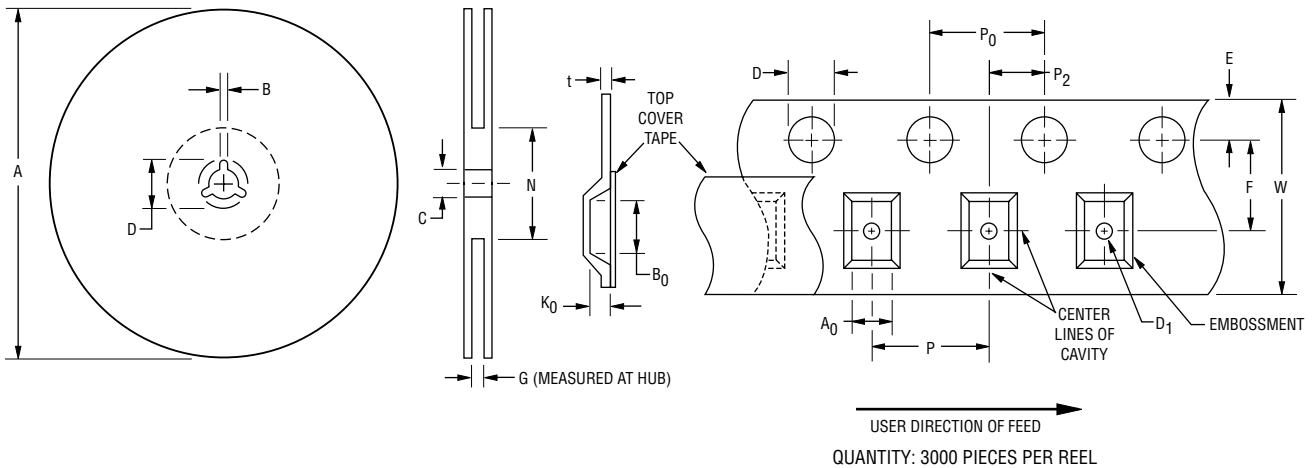 A
B
D
C
N
G (MEASURED AT HUB)
t
TOP
COVER
TAPE
K0
B0
D
P0
P2
E
F
W
A0
P
CENTER
LINES OF
CAVITY
D1
EMBOSSMENT
USER DIRECTION OF FEED
QUANTITY: 3000 PIECES PER REEL